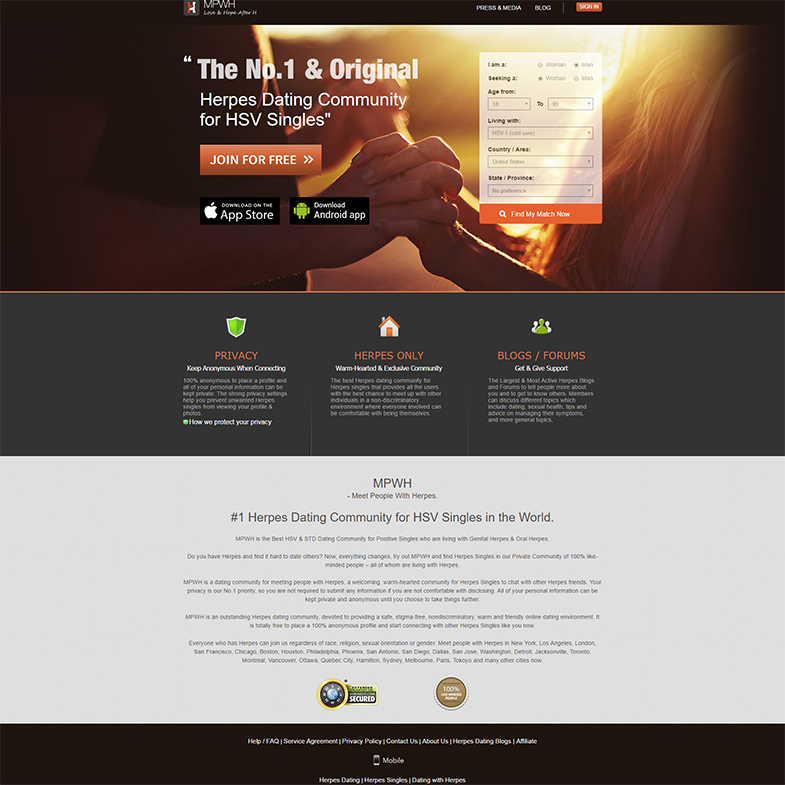 MPWH
Love & Hope After H
PRESS & MEDIA
BLOG
SIGN IN
“ The No.1 & Original
Herpes Dating Community
for HSV Singles"
JOIN FOR FREE »
DOWNLOAD ON THE
App Store
Download
Android app
I am a: Woman Man
Seeking a: Woman Man
Age from:
18 To 99
Living with:
HSV-1 (cold sore)
Country / Area:
United States
State / Province:
No preference
Find My Match Now
PRIVACY
Keep Anonymous When Connecting
100% anonymous to place a profile and
all of your personal information can be
kept private. The strong privacy settings
help you prevent unwanted Herpes
singles from viewing your profile &
photos.
How we protect your privacy
HERPES ONLY
Warm-Hearted & Exclusive Community
The best Herpes dating community for
Herpes singles that provides all the users
with the best chance to meet up with other
individuals in a non-discriminatory
environment where everyone involved can
be comfortable with being themselves.
BLOGS / FORUMS
Get & Give Support
The Largest & Most Active Herpes Blogs
and Forums to tell people more about
you and to get to know others. Members
can discuss different topics which
include dating, sexual health, tips and
advice on managing their symptoms,
and more general topics.
MPWH
- Meet People With Herpes.
#1 Herpes Dating Community for HSV Singles in the World.
MPWH is the Best HSV & STD Dating Community for Positive Singles who are living with Genital Herpes & Oral Herpes.
Do you have Herpes and find it hard to date others? Now, everything changes, try out MPWH and find Herpes Singles in our Private Community of 100% like-
minded people – all of whom are living with Herpes.
MPWH is a dating community for meeting people with Herpes, a welcoming, warm-hearted community for Herpes Singles to chat with other Herpes friends. Your
privacy is our No.1 priority, so you are not required to submit any information if you are not comfortable with disclosing. All of your personal information can be
kept private and anonymous until you choose to take things further.
MPWH is an outstanding Herpes dating community, devoted to providing a safe, stigma-free, nondiscriminatory, warm and friendly online dating environment. It
is totally free to place a 100% anonymous profile and start connecting with other Herpes Singles like you now.
Everyone who has Herpes can join us regardless of race, religion, sexual orientation or gender. Meet people with Herpes in New York, Los Angeles, London,
San Francisco, Chicago, Boston, Houston, Philadelphia, Phoenix, San Antonio, San Diego, Dallas, San Jose, Washington, Detroit, Jacksonville, Toronto,
Montreal, Vancouver, Ottawa, Quebec City, Hamilton, Sydney, Melbourne, Paris, Tokoyo and many other cities now.
SECURED
100%
LIKE-MINDED
PEOPLE
Help / FAQ | Service Agreement | Privacy Policy | Contact Us | About Us | Herpes Dating Blogs | Affiliate
Mobile
Herpes Dating | Herpes Singles | Dating with Herpes